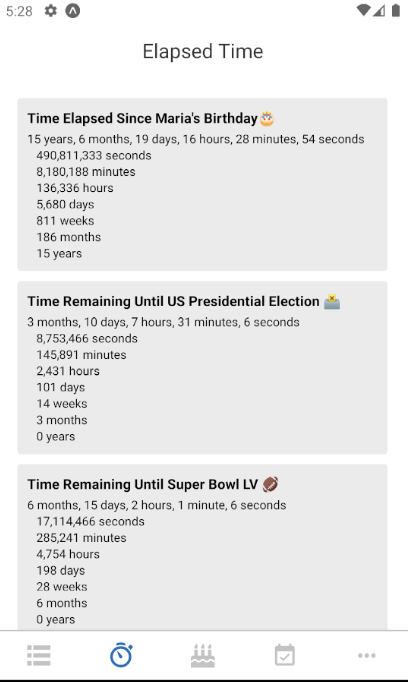 5:28
Elapsed Time
Time Elapsed Since Maria's Birthday🎂
15 years, 6 months, 19 days, 16 hours, 28 minutes, 54 seconds
490,811,333 seconds
8,180,188 minutes
136,336 hours
5,680 days
811 weeks
186 months
15 years
Time Remaining Until US Presidential Election 🗳️
3 months, 10 days, 7 hours, 31 minutes, 6 seconds
8,753,466 seconds
145,891 minutes
2,431 hours
101 days
14 weeks
3 months
0 years
Time Remaining Until Super Bowl LV 🏈
6 months, 15 days, 2 hours, 1 minute, 6 seconds
17,114,466 seconds
285,241 minutes
4,754 hours
198 days
28 weeks
6 months
0 years